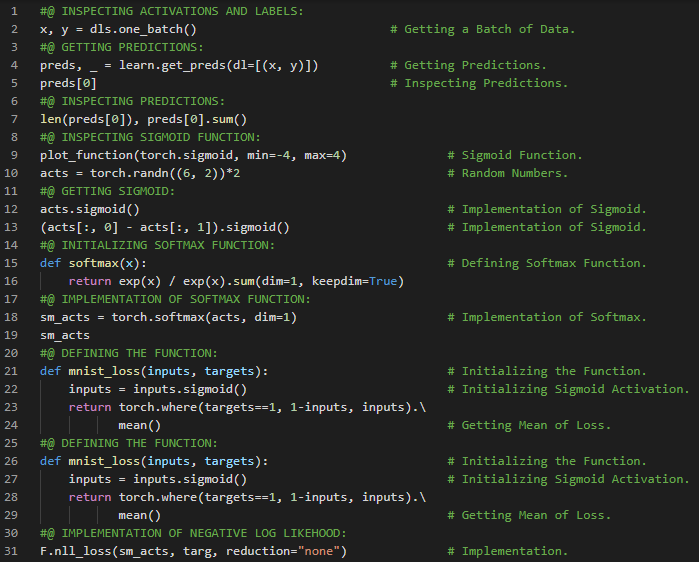 1 #@ INSPECTING ACTIVATIONS AND LABELS:
2 x, y = dls.one_batch() # Getting a Batch of Data.
3 #@ GETTING PREDICTIONS:
4 preds, _ = learn.get_preds(dl=[(x, y)]) # Getting Predictions.
5 preds[0] # Inspecting Predictions.
6 #@ INSPECTING PREDICTIONS:
7 len(preds[0]), preds[0].sum()
8 #@ INSPECTING SIGMOID FUNCTION:
9 plot_function(torch.sigmoid, min=-4, max=4) # Sigmoid Function.
10 acts = torch.randn((6, 2))*2 # Random Numbers.
11 #@ GETTING SIGMOID:
12 acts.sigmoid() # Implementation of Sigmoid.
13 (acts[:, 0] - acts[:, 1]).sigmoid() # Implementation of Sigmoid.
14 #@ INITIALIZING SOFTMAX FUNCTION:
15 def softmax(x): # Defining Softmax Function.
16 return exp(x) / exp(x).sum(dim=1, keepdim=True)
17 #@ IMPLEMENTATION OF SOFTMAX FUNCTION:
18 sm_acts = torch.softmax(acts, dim=1) # Implementation of Softmax.
19 sm_acts
20 #@ DEFINING THE FUNCTION:
21 def mnist_loss(inputs, targets): # Initializing the Function.
22 inputs = inputs.sigmoid() # Initializing Sigmoid Activation.
23 return torch.where(targets==1, 1-inputs, inputs).\
24 mean() # Getting Mean of Loss.
25 #@ DEFINING THE FUNCTION:
26 def mnist_loss(inputs, targets): # Initializing the Function.
27 inputs = inputs.sigmoid() # Initializing Sigmoid Activation.
28 return torch.where(targets==1, 1-inputs, inputs).\
29 mean() # Getting Mean of Loss.
30 #@ IMPLEMENTATION OF NEGATIVE LOG LIKEHOOD:
31 F.nll_loss(sm_acts, targ, reduction="none") # Implementation.